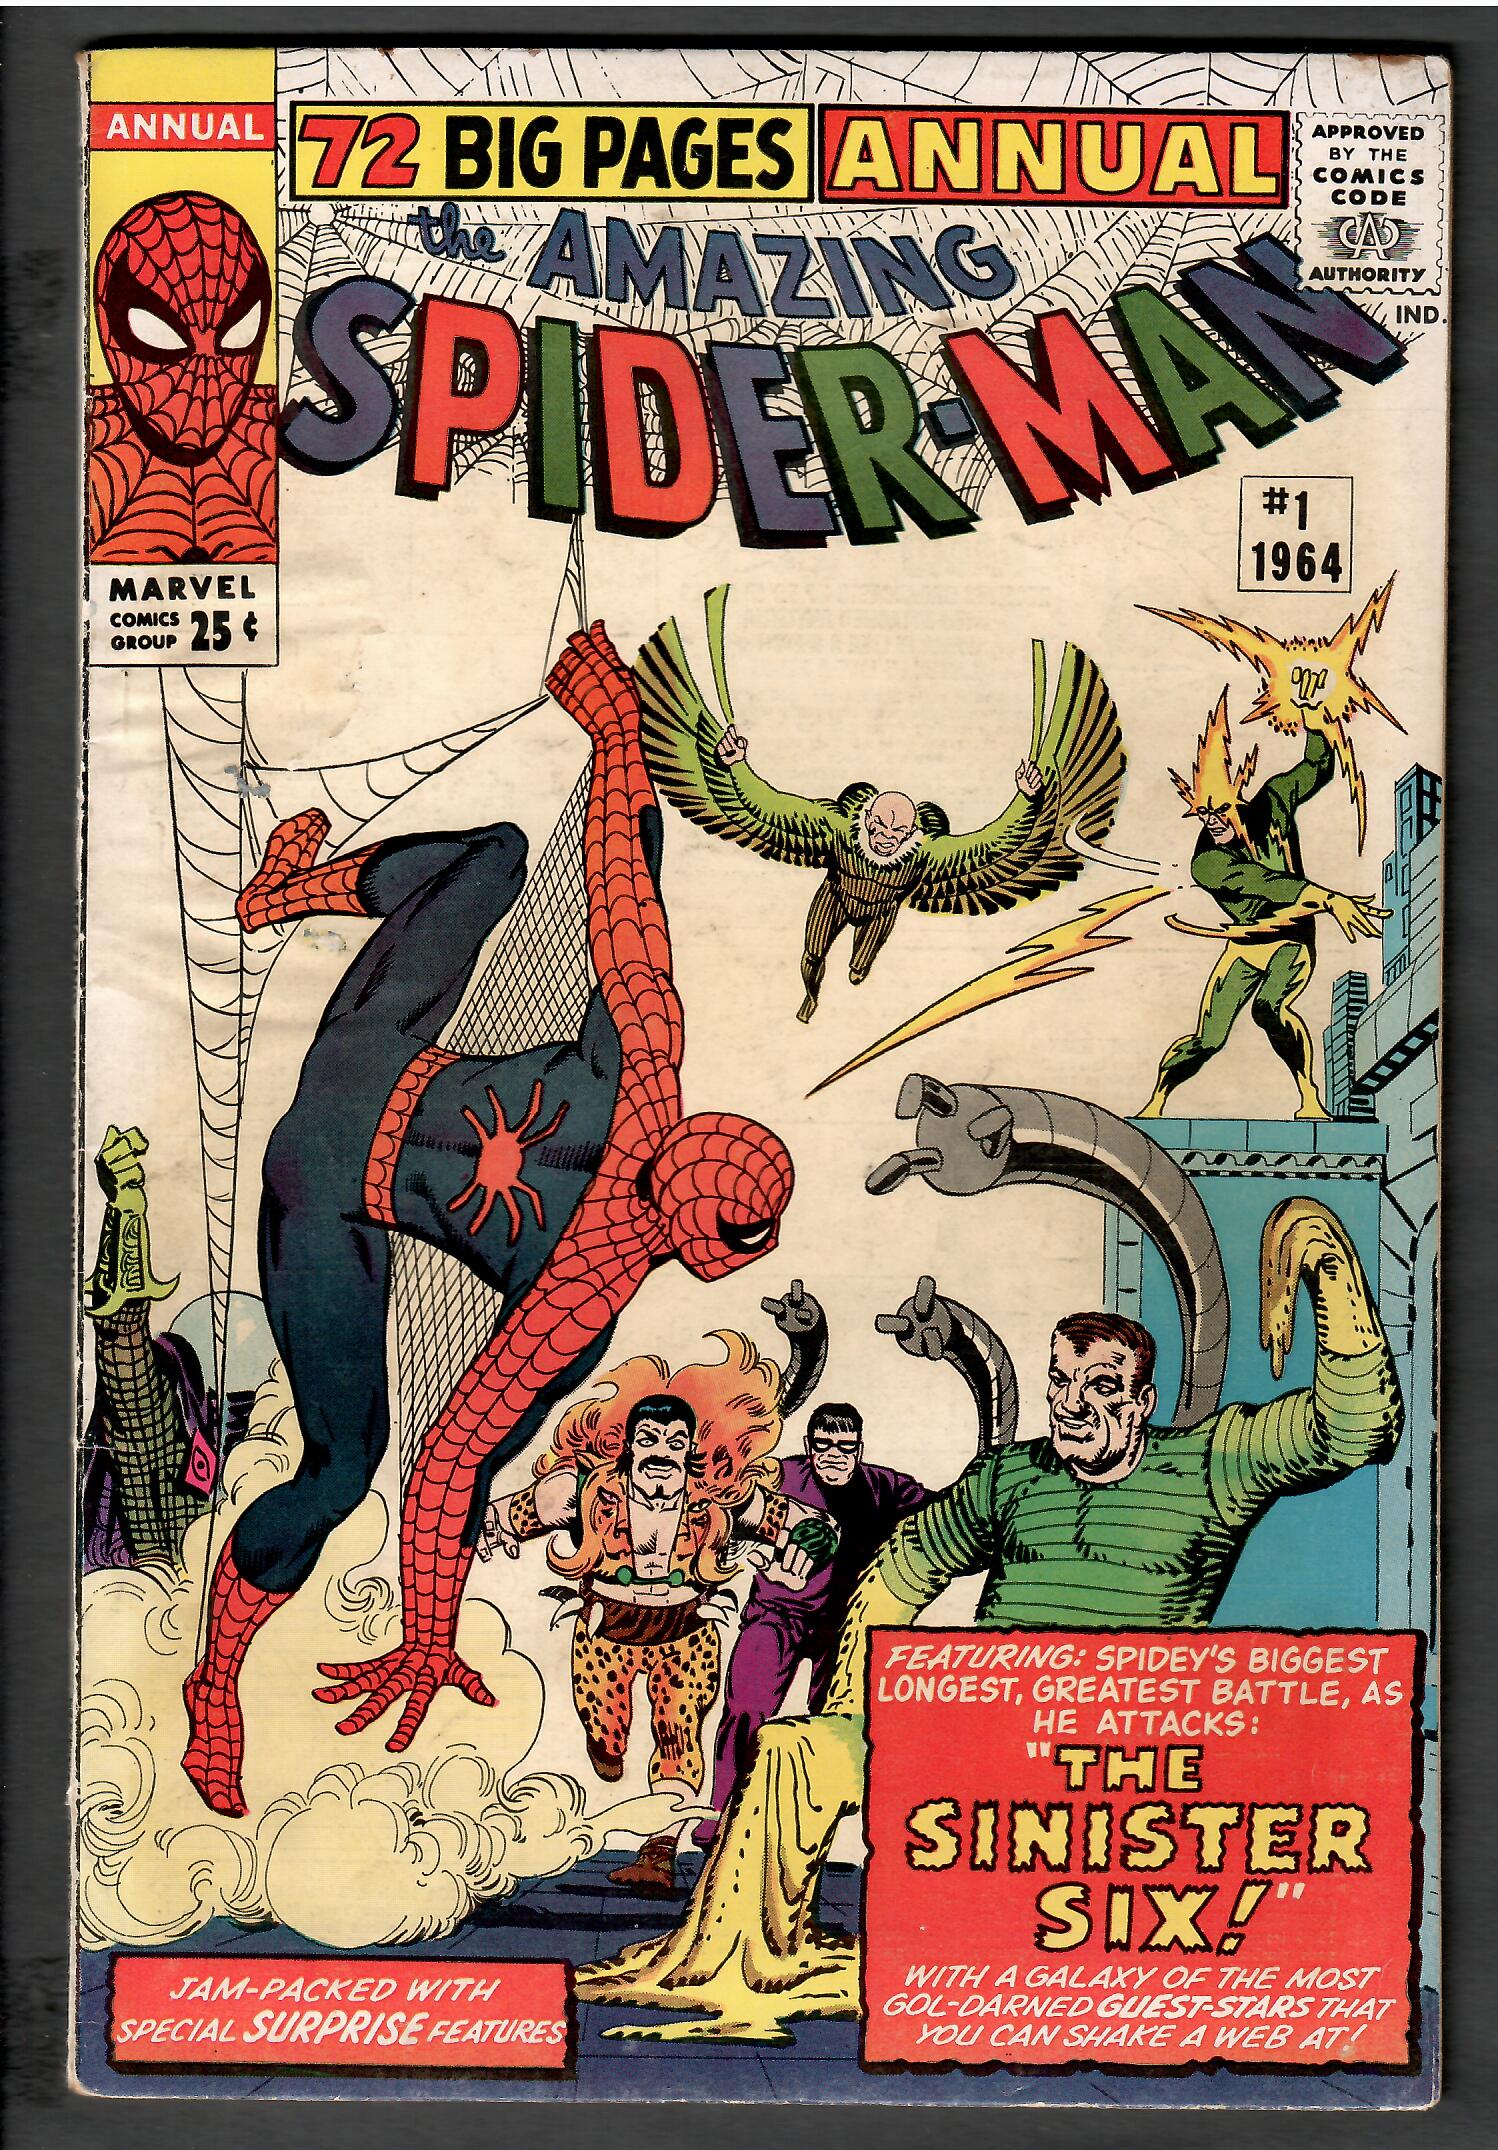 ANNUAL
72 BIG PAGES ANNUAL
APPROVED
BY THE
COMICS
CODE
CA
AUTHORITY
IND.
the AMAZING
SPIDER-MAN
#1
1964
MARVEL
COMICS
GROUP 25¢
FEATURING: SPIDEY'S BIGGEST
LONGEST, GREATEST BATTLE, AS
HE ATTACKS:
"THE
SINISTER
SIX!"
WITH A GALAXY OF THE MOST
GOL-DARNED GUEST-STARS THAT
YOU CAN SHAKE A WEB AT!
JAM-PACKED WITH
SPECIAL SURPRISE FEATURES